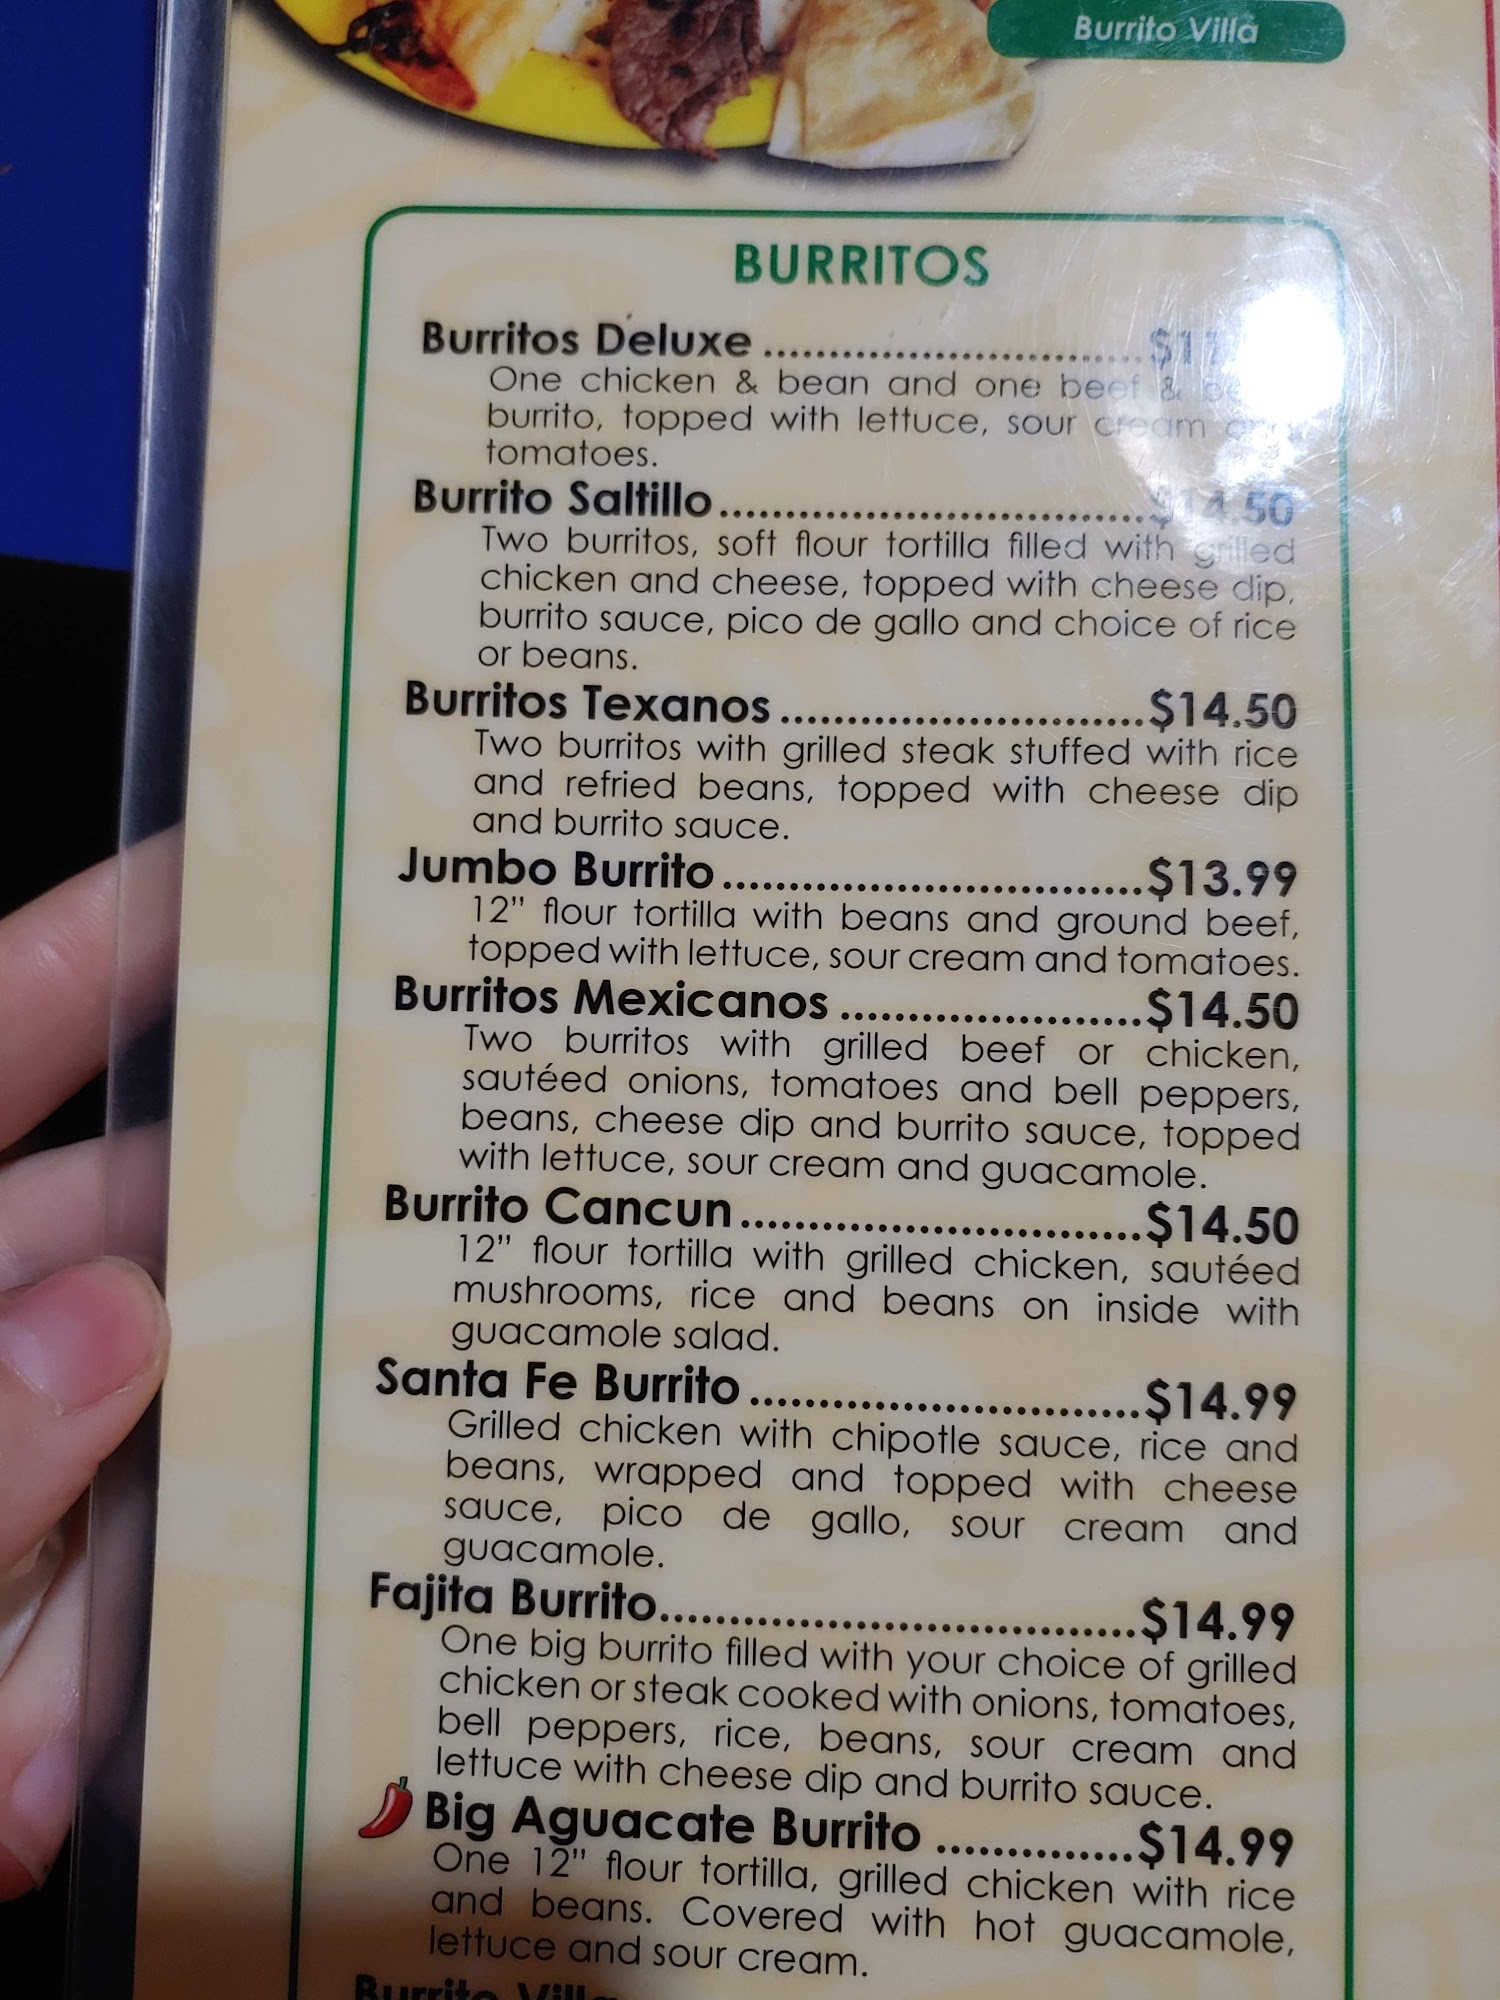 Burrito Villa
BURRITOS
Burritos Deluxe ..............................
One chicken & bean and one beef &
burrito, topped with lettuce, sour cream
tomatoes.
Burrito Saltillo.................................$14.50
Two burritos, soft flour tortilla filled with grilled
chicken and cheese, topped with cheese dip,
burrito sauce, pico de gallo and choice of rice
or beans.
Burritos Texanos ............................$14.50
Two burritos with grilled steak stuffed with rice
and refried beans, topped with cheese dip
and burrito sauce.
Jumbo Burrito ................................$13.99
12" flour tortilla with beans and ground beef,
topped with lettuce, sour cream and tomatoes.
Burritos Mexicanos .......................$14.50
Two burritos with grilled beef or chicken,
sautéed onions, tomatoes and bell peppers,
beans, cheese dip and burrito sauce, topped
with lettuce, sour cream and guacamole.
Burrito Cancun ..............................$14.50
12" flour tortilla with grilled chicken, sautéed
mushrooms, rice and beans on inside with
guacamole salad.
Santa Fe Burrito .............................$14.99
Grilled chicken with chipotle sauce, rice and
beans, wrapped and topped with cheese
sauce, pico de gallo, sour cream and
guacamole.
Fajita Burrito...................................$14.99
One big burrito filled with your choice of grilled
chicken or steak cooked with onions, tomatoes,
bell peppers, rice, beans, sour cream and
lettuce with cheese dip and burrito sauce.
Big Aguacate Burrito ...............$14.99
One 12" flour tortilla, grilled chicken with rice
and beans. Covered with hot guacamole,
lettuce and sour cream.
Burrito Villa